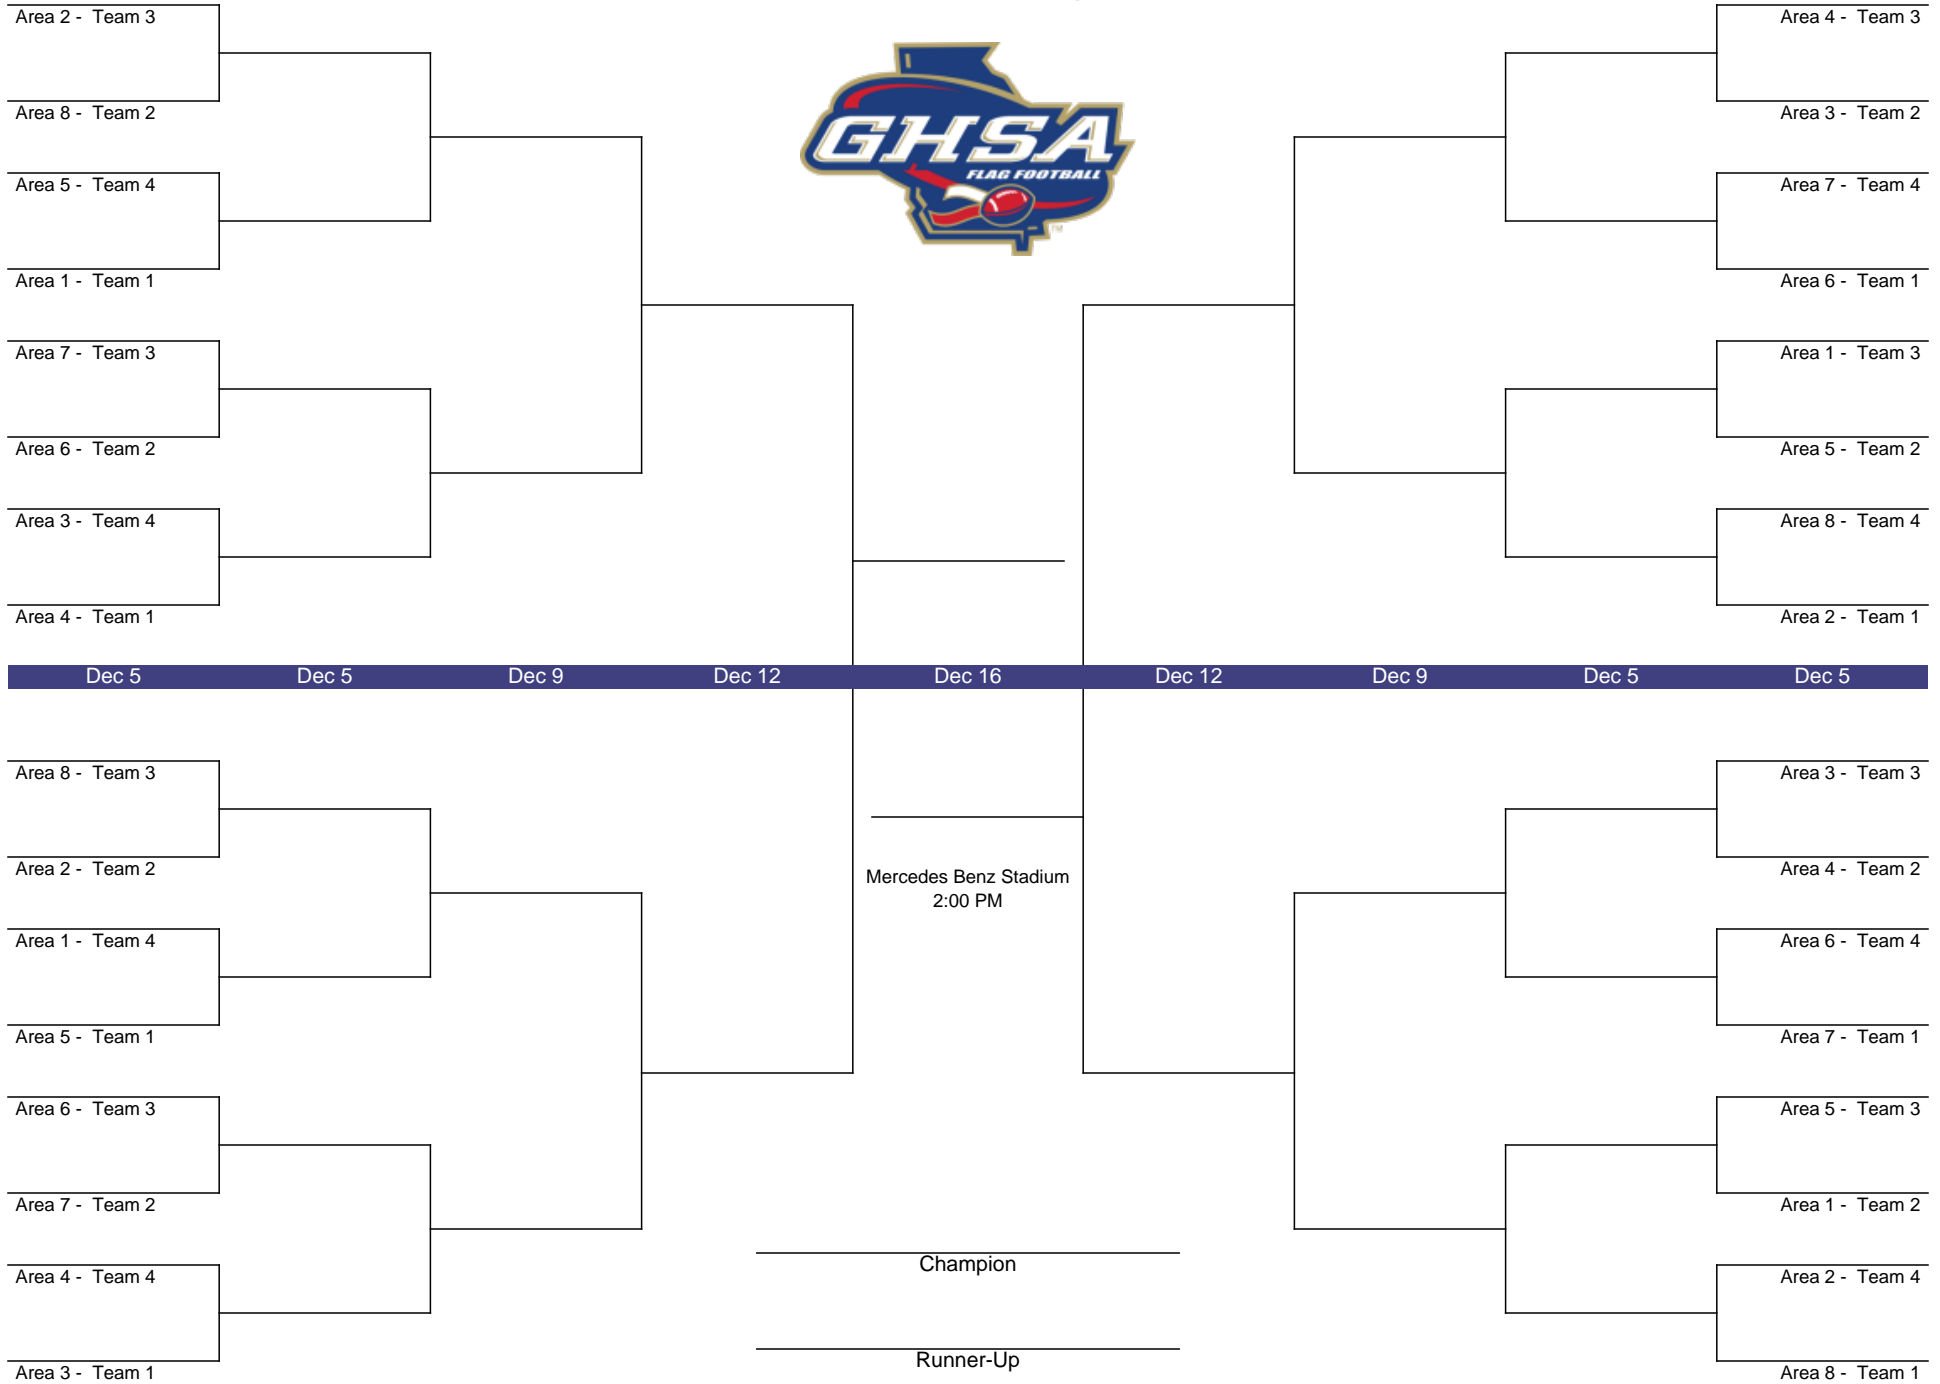 Area 2 - Team 3
Area 8 - Team 2
Area 5 - Team 4
Area 1 - Team 1
Area 7 - Team 3
Area 6 - Team 2
Area 3 - Team 4
Area 4 - Team 1
GHSA
FLAG FOOTBALL
TM
Area 4 - Team 3
Area 3 - Team 2
Area 7 - Team 4
Area 6 - Team 1
Area 1 - Team 3
Area 5 - Team 2
Area 8 - Team 4
Area 2 - Team 1
Dec 5 Dec 5 Dec 9 Dec 12 Dec 16 Dec 12 Dec 9 Dec 5 Dec 5
Area 8 - Team 3
Area 2 - Team 2
Area 1 - Team 4
Area 5 - Team 1
Area 6 - Team 3
Area 7 - Team 2
Area 4 - Team 4
Area 3 - Team 1
Mercedes Benz Stadium
2:00 PM
Champion
Runner-Up
Area 3 - Team 3
Area 4 - Team 2
Area 6 - Team 4
Area 7 - Team 1
Area 5 - Team 3
Area 1 - Team 2
Area 2 - Team 4
Area 8 - Team 1